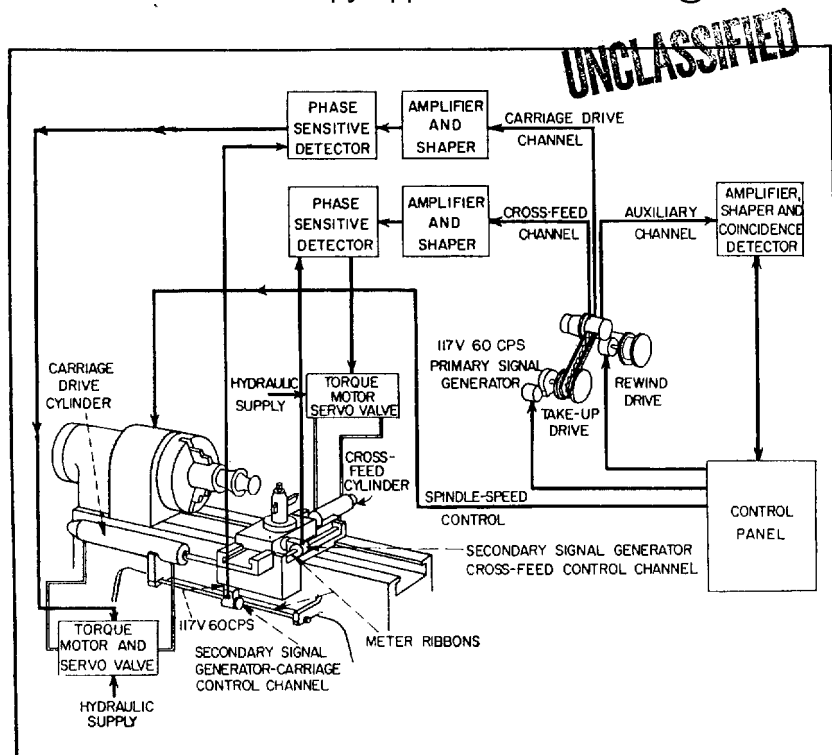 UNCLASSIFIED
PHASE
SENSITIVE
DETECTOR
AMPLIFIER
AND
SHAPER
CARRIAGE DRIVE
CHANNEL
PHASE
SENSITIVE
DETECTOR
AMPLIFIER
AND
SHAPER
CROSS-FEED
CHANNEL
AUXILIARY
CHANNEL
AMPLIFIER,
SHAPER AND
COINCIDENCE
DETECTOR
CARRIAGE
DRIVE
CYLINDER
HYDRAULIC
SUPPLY
TORQUE
MOTOR
SERVO VALVE
117V 60 CPS
PRIMARY SIGNAL
GENERATOR
TAKE-UP
DRIVE
REWIND
DRIVE
CROSS-
FEED
CYLINDER
SPINDLE-SPEED
CONTROL
CONTROL
PANEL
SECONDARY SIGNAL GENERATOR
CROSS-FEED CONTROL CHANNEL
METER RIBBONS
117V 60CPS
SECONDARY SIGNAL
GENERATOR-CARRIAGE
CONTROL CHANNEL
TORQUE
MOTOR AND
SERVO VALVE
HYDRAULIC
SUPPLY